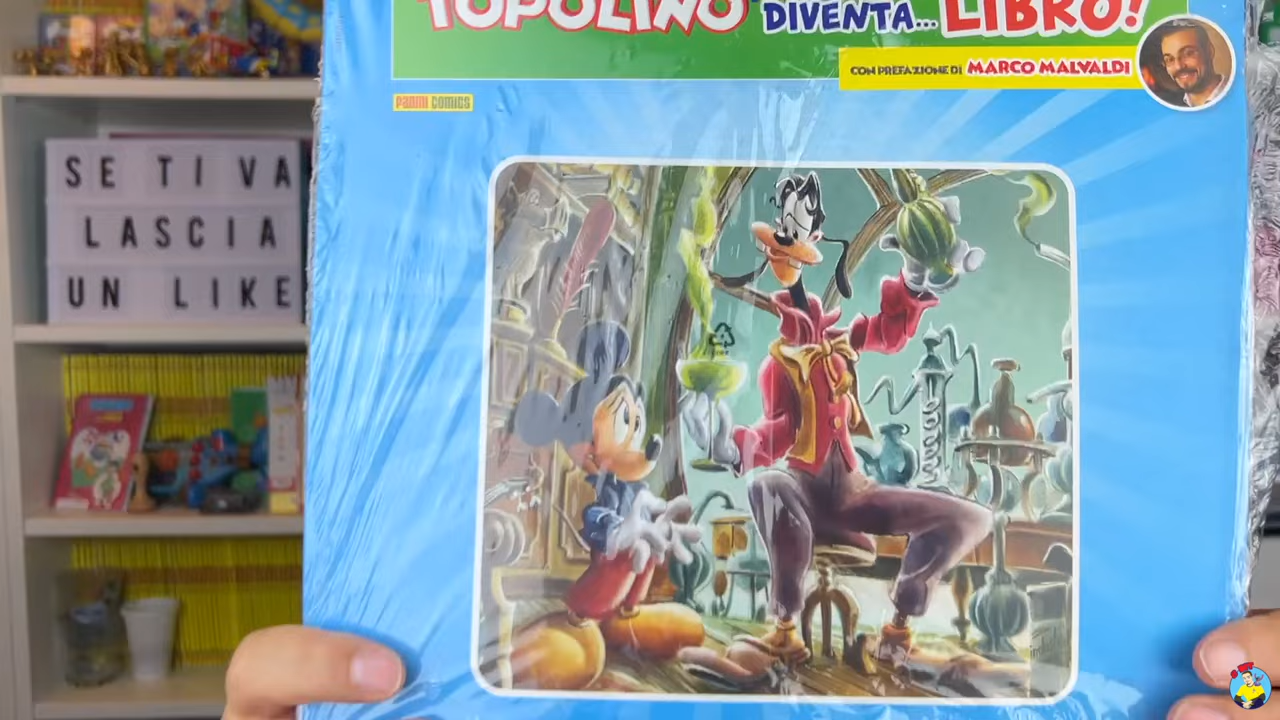 TOPOLINO
DIVENTA... LIBRO!
CON PREFAZIONE DI MARCO MALVALDI
PANINI COMICS
SE TI VA
LASCIA
UN LIKE